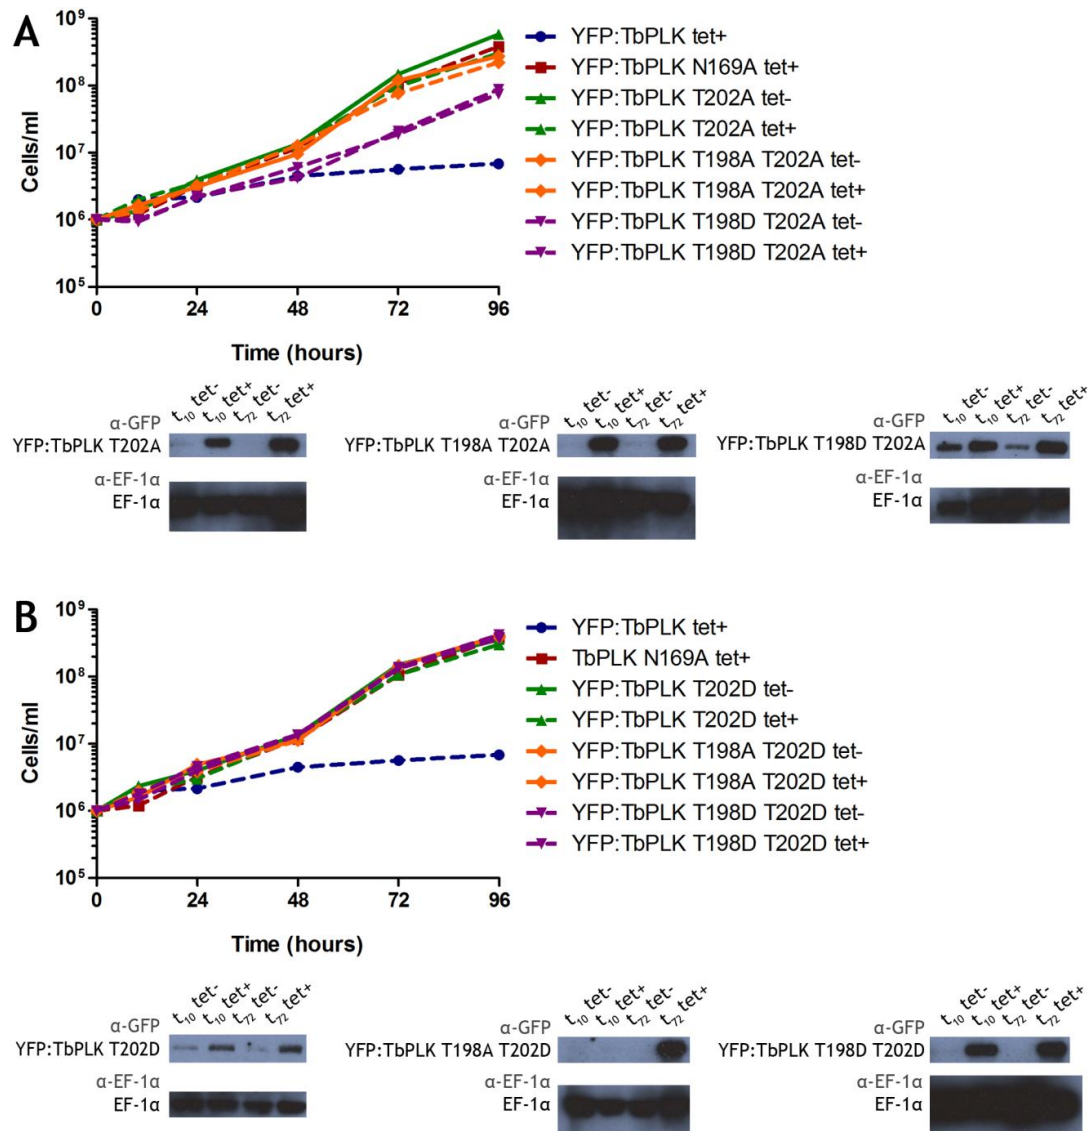 A
10⁹
10⁸
10⁷
10⁶
10⁵
Cells/ml
0 24 48 72 96
Time (hours)
YFP:TbPLK tet+
YFP:TbPLK N169A tet+
YFP:TbPLK T202A tet-
YFP:TbPLK T202A tet+
YFP:TbPLK T198A T202A tet-
YFP:TbPLK T198A T202A tet+
YFP:TbPLK T198D T202A tet-
YFP:TbPLK T198D T202A tet+
t₁₀ tet- t₁₀ tet+ t₇₂ tet- t₇₂ tet+
α-GFP
YFP:TbPLK T202A
α-EF-1α
EF-1α
t₁₀ tet- t₁₀ tet+ t₇₂ tet- t₇₂ tet+
α-GFP
YFP:TbPLK T198A T202A
α-EF-1α
EF-1α
t₁₀ tet- t₁₀ tet+ t₇₂ tet- t₇₂ tet+
α-GFP
YFP:TbPLK T198D T202A
α-EF-1α
EF-1α
B
10⁹
10⁸
10⁷
10⁶
10⁵
Cells/ml
0 24 48 72 96
Time (hours)
YFP:TbPLK tet+
TbPLK N169A tet+
YFP:TbPLK T202D tet-
YFP:TbPLK T202D tet+
YFP:TbPLK T198A T202D tet-
YFP:TbPLK T198A T202D tet+
YFP:TbPLK T198D T202D tet-
YFP:TbPLK T198D T202D tet+
t₁₀ tet- t₁₀ tet+ t₇₂ tet- t₇₂ tet+
α-GFP
YFP:TbPLK T202D
α-EF-1α
EF-1α
t₁₀ tet- t₁₀ tet+ t₇₂ tet- t₇₂ tet+
α-GFP
YFP:TbPLK T198A T202D
α-EF-1α
EF-1α
t₁₀ tet- t₁₀ tet+ t₇₂ tet- t₇₂ tet+
α-GFP
YFP:TbPLK T198D T202D
α-EF-1α
EF-1α